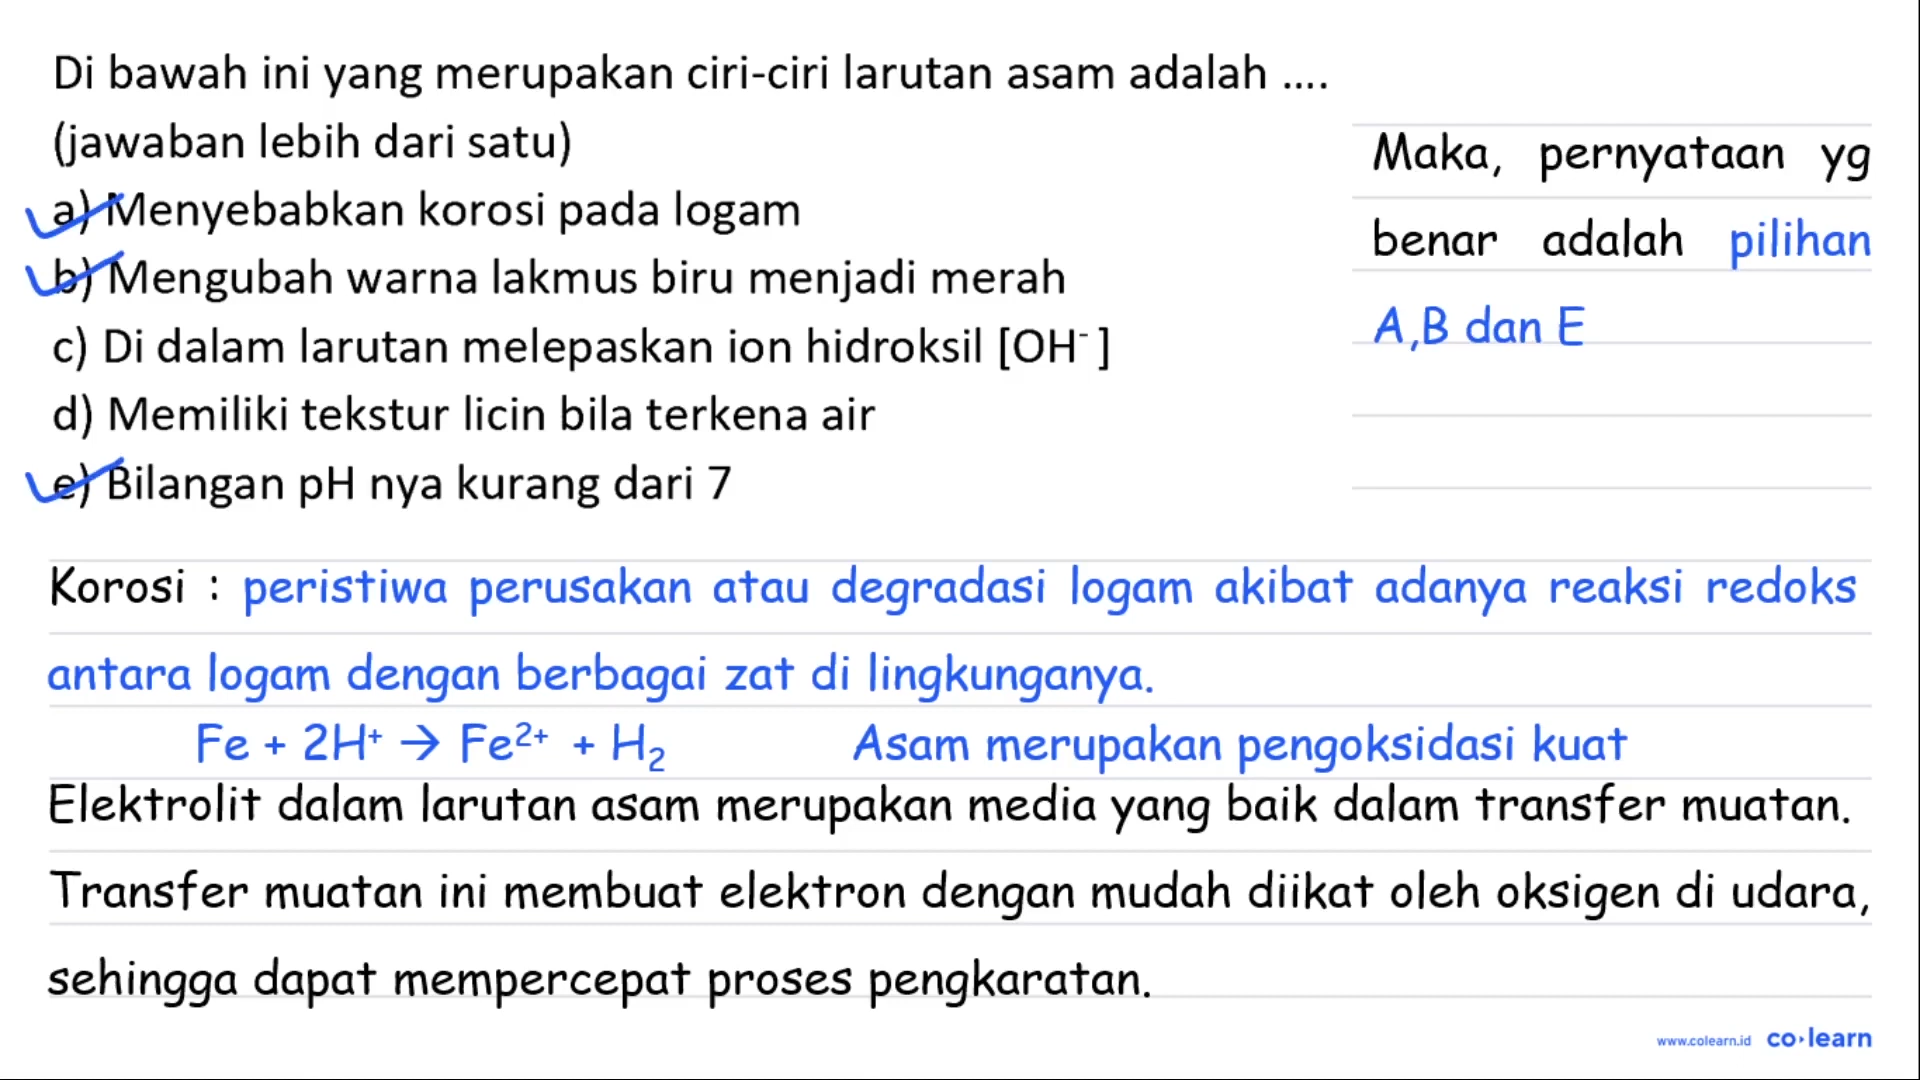 Di bawah ini yang merupakan ciri-ciri larutan asam adalah ....
(jawaban lebih dari satu)
a) Menyebabkan korosi pada logam
b) Mengubah warna lakmus biru menjadi merah
c) Di dalam larutan melepaskan ion hidroksil [OH⁻ ]
d) Memiliki tekstur licin bila terkena air
e) Bilangan pH nya kurang dari 7
Maka, pernyataan yg
benar adalah pilihan
A,B dan E
Korosi : peristiwa perusakan atau degradasi logam akibat adanya reaksi redoks
antara logam dengan berbagai zat di lingkunganya.
Fe + 2H⁺ → Fe²⁺ + H₂ Asam merupakan pengoksidasi kuat
Elektrolit dalam larutan asam merupakan media yang baik dalam transfer muatan.
Transfer muatan ini membuat elektron dengan mudah diikat oleh oksigen di udara,
sehingga dapat mempercepat proses pengkaratan.
www.colearn.id co·learn